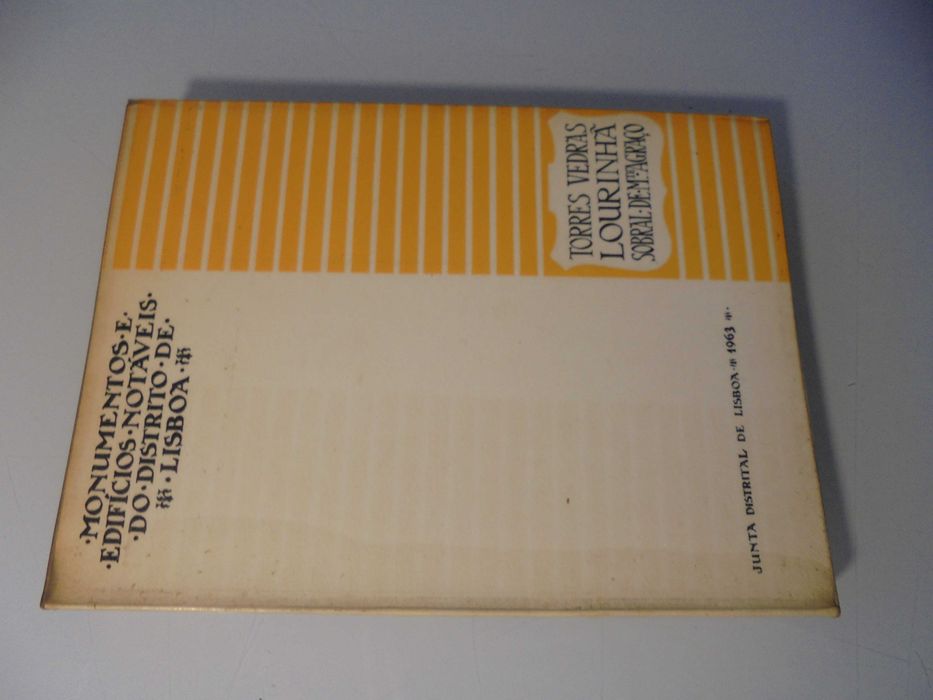 ·MONUMENTOS·E·
·EDIFÍCIOS·NOTÁVEIS·
·DO·DISTRITO·DE·
·LISBOA·
TORRES VEDRAS
LOURINHÃ
SOBRAL·DE·MTE·AGRAÇO
JUNTA DISTRITAL DE LISBOA · 1963 ·